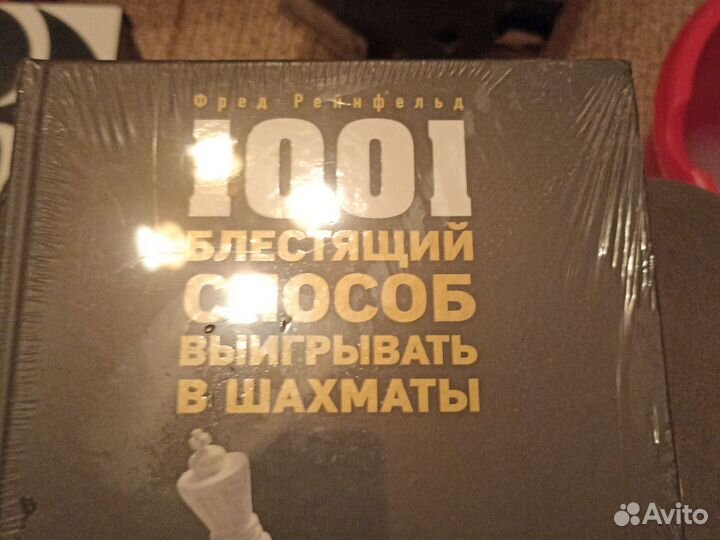 Фред Рейнфельд
1001
БЛЕСТЯЩИЙ
СПОСОБ
ВЫИГРЫВАТЬ
В ШАХМАТЫ
Avito